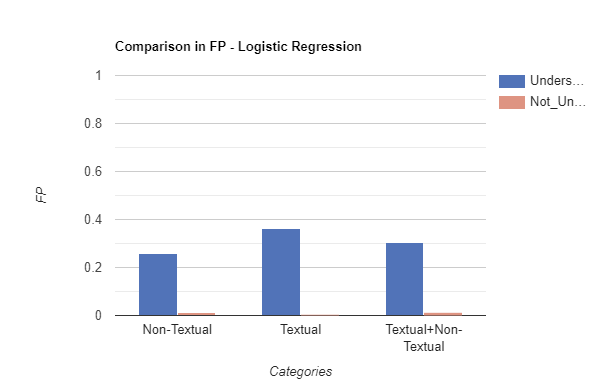 Comparison in FP - Logistic Regression
1
0.8
0.6
0.4
0.2
0
FP
Unders...
Not_Un...
Non-Textual
Textual
Textual+Non-
Textual
Categories